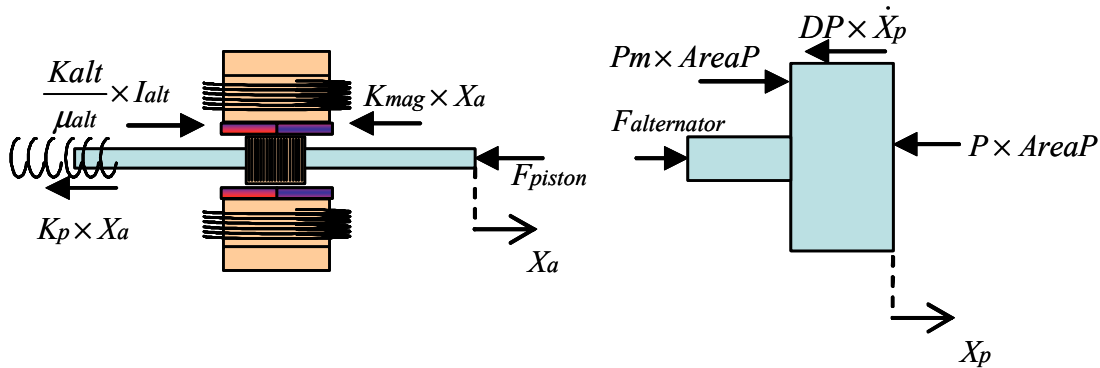 Kalt
μalt
× Ialt
Kmag × Xa
Fpiston
Kp × Xa
Xa
DP × Ẋp
Pm × AreaP
Falternator
P × AreaP
Xp